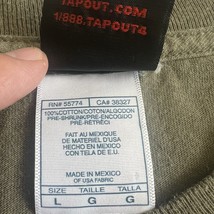 TAPOUT.COM
1/888.TAPOUT4
RN# 55774 CA# 38327
100%COTTON/COTON/ALGODON
PRE-SHRUNK/PRE-ENCOGIDO
PRE-RÉTRÉCI
FAIT AU MEXIQUE
DE MATERIEL D'USA
HECHO EN MEXICO
CON TELA DE E.U.
MADE IN MEXICO
OF USA FABRIC
SIZE TAILLE TALLA
L G G